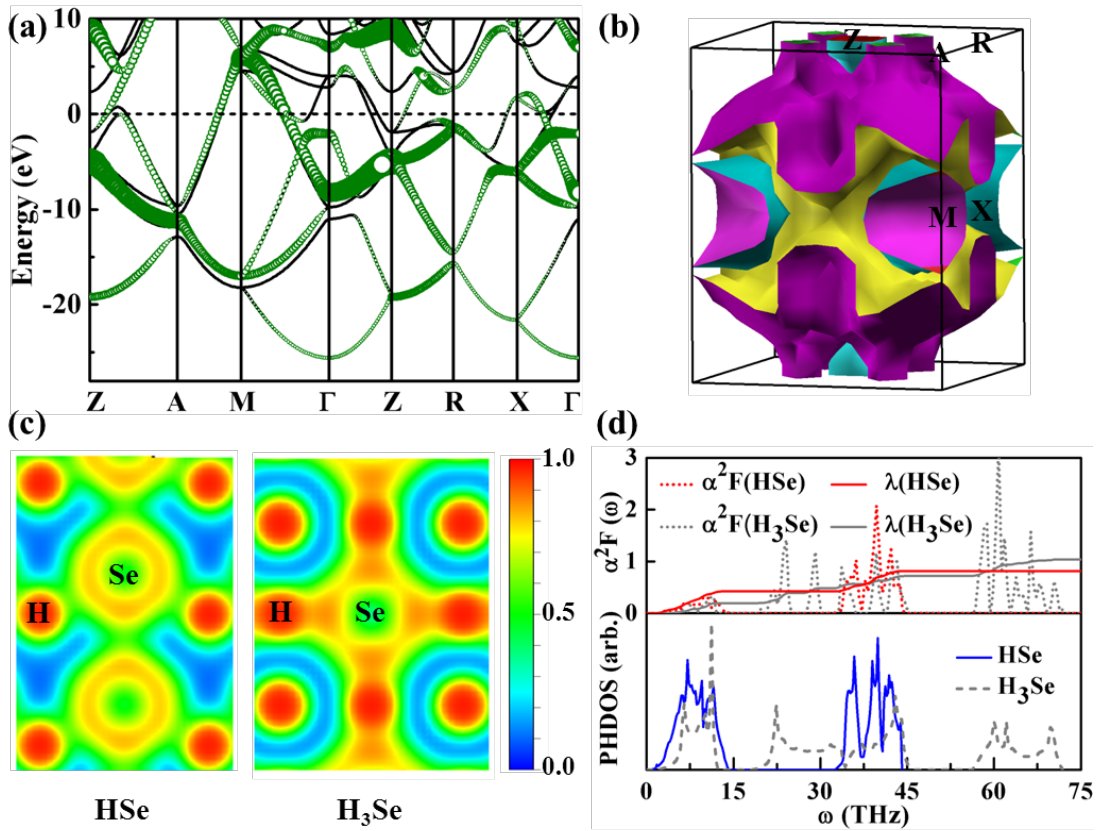 (a)
Energy (eV)
10
0
-10
-20
Z A M Γ Z R X Γ
(b)
Z
A
R
M
X
(c)
Se
H
HSe
H Se
H₃Se
1.0
0.5
0.0
(d)
α²F (ω)
3
2
1
0
α²F(HSe) λ(HSe)
α²F(H₃Se) λ(H₃Se)
PHDOS (arb.)
HSe
H₃Se
0 15 30 45 60 75
ω (THz)